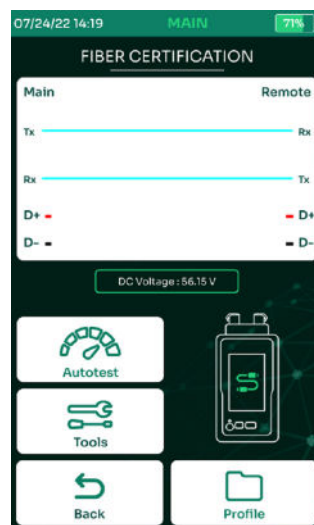 07/24/22 14:19 MAIN 71%
FIBER CERTIFICATION
Main Remote
Tx Rx
Rx Tx
D+ - - D+
D- - - D-
DC Voltage : 56.15 V
Autotest
Tools
Back Profile